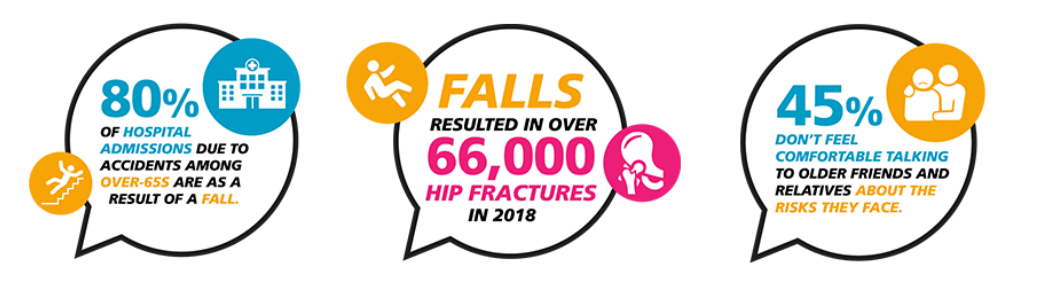 80%
OF HOSPITAL
ADMISSIONS DUE TO
ACCIDENTS AMONG
OVER-65S ARE AS A
RESULT OF A FALL.
FALLS
RESULTED IN OVER
66,000
HIP FRACTURES
IN 2018
45%
DON'T FEEL
COMFORTABLE TALKING
TO OLDER FRIENDS AND
RELATIVES ABOUT THE
RISKS THEY FACE.